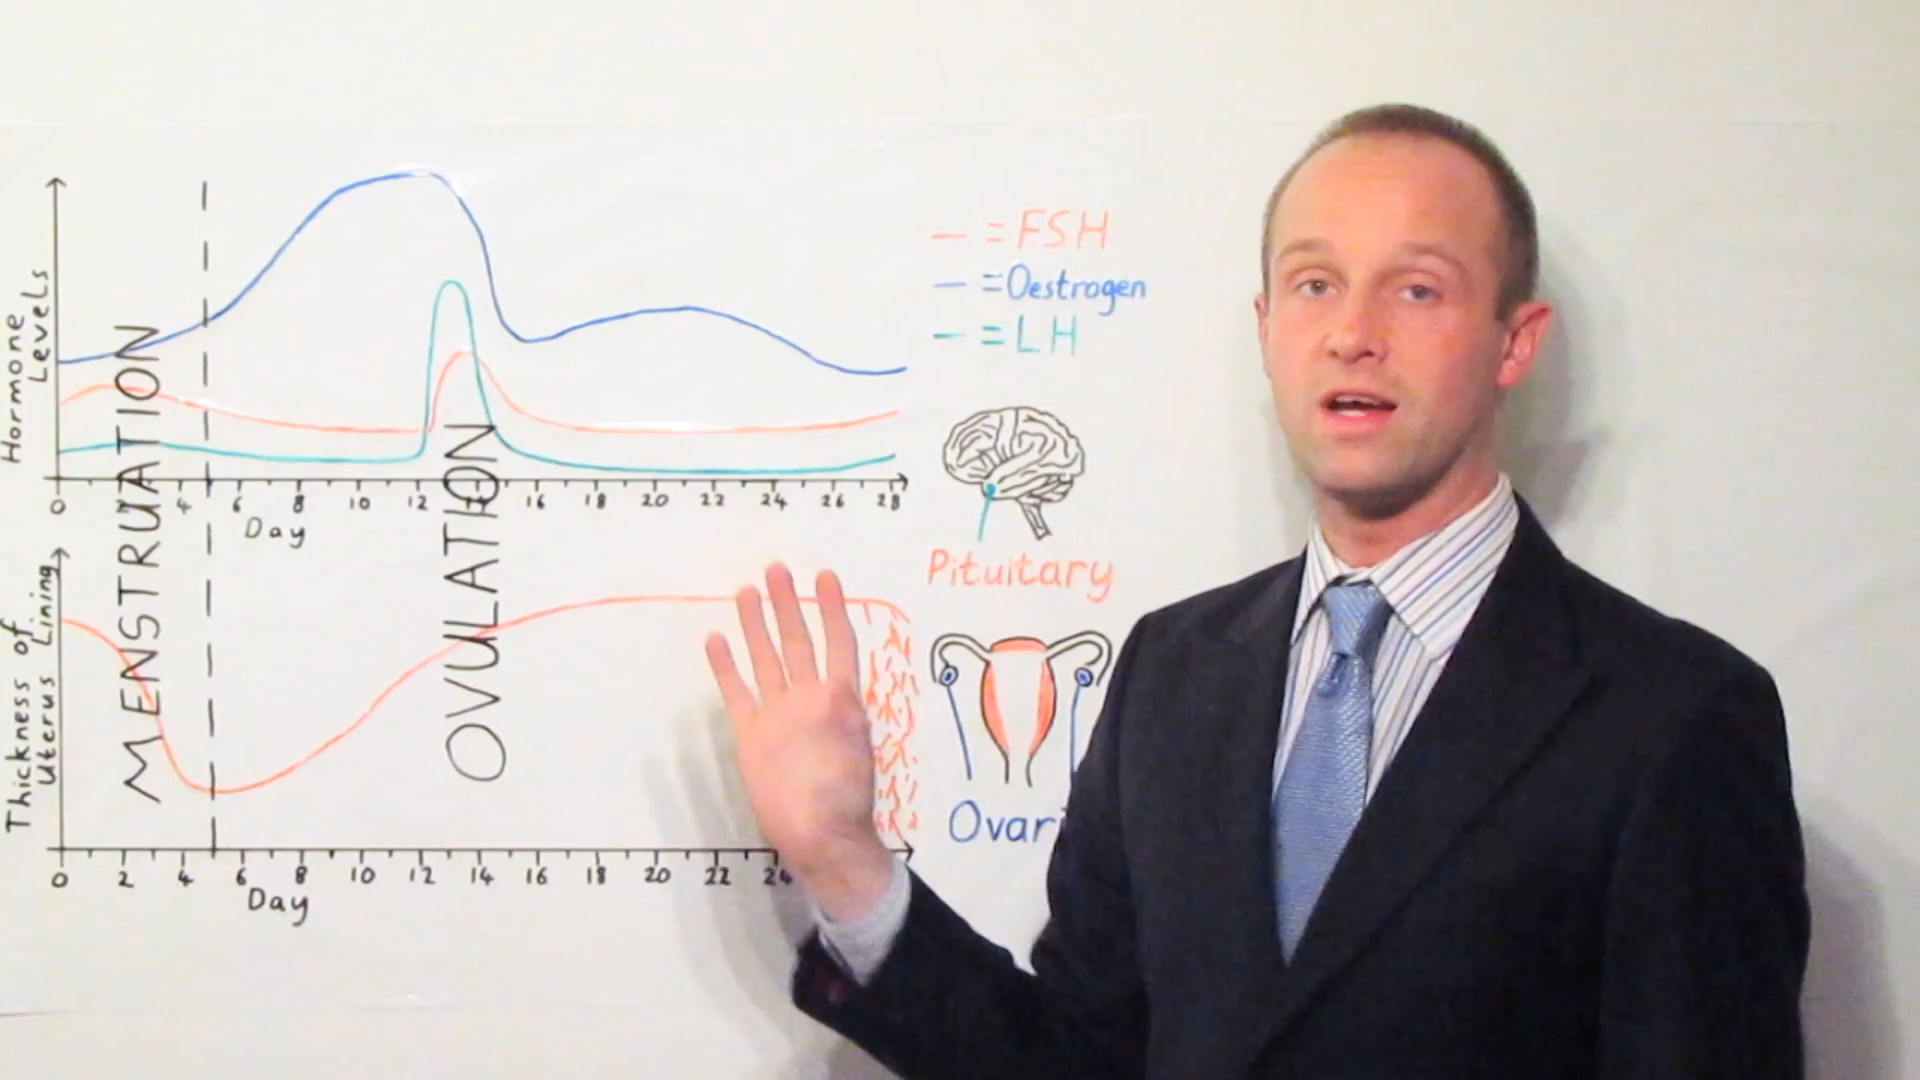 Hormone
Levels
MENSTRUATION
OVULATION
0 4 6 8 10 12 16 18 20 22 24 26 28
Day
— = FSH
— = Oestrogen
— = LH
Pituitary
Thickness of
Uterus Lining
0 2 4 6 8 10 12 14 16 18 20 22 24
Day